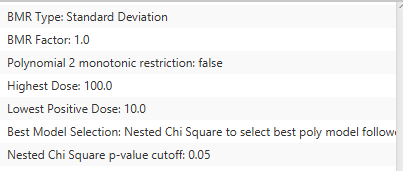 BMR Type: Standard Deviation
BMR Factor: 1.0
Polynomial 2 monotonic restriction: false
Highest Dose: 100.0
Lowest Positive Dose: 10.0
Best Model Selection: Nested Chi Square to select best poly model followe
Nested Chi Square p-value cutoff: 0.05